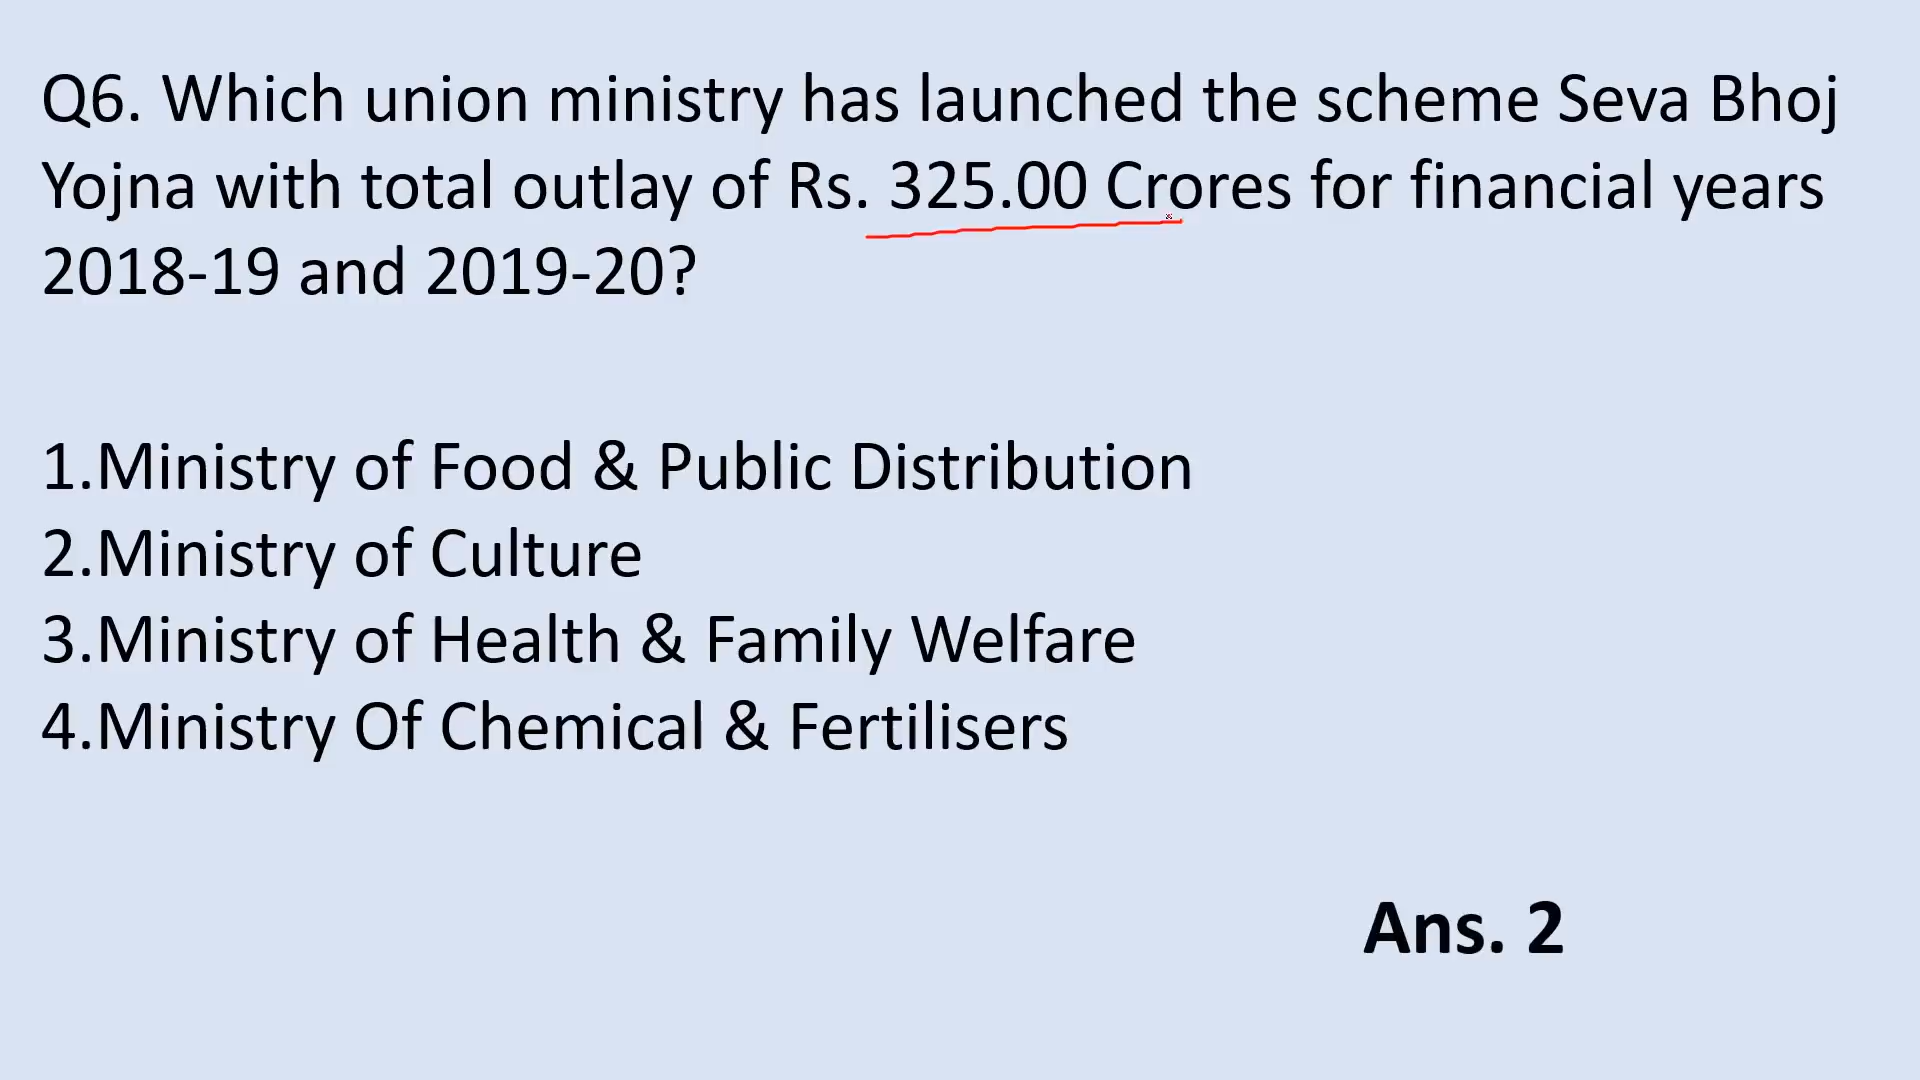 Q6. Which union ministry has launched the scheme Seva Bhoj
Yojna with total outlay of Rs. 325.00 Crores for financial years
2018-19 and 2019-20?
1.Ministry of Food & Public Distribution
2.Ministry of Culture
3.Ministry of Health & Family Welfare
4.Ministry Of Chemical & Fertilisers
Ans. 2